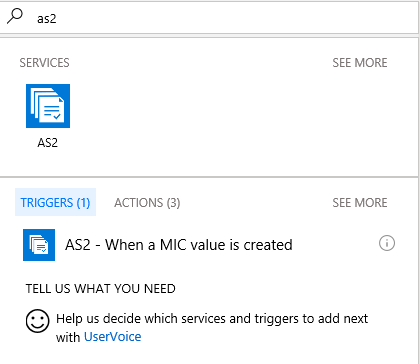 as2
SERVICES SEE MORE
AS2
TRIGGERS (1) ACTIONS (3) SEE MORE
AS2 - When a MIC value is created
TELL US WHAT YOU NEED
Help us decide which services and triggers to add next
with UserVoice